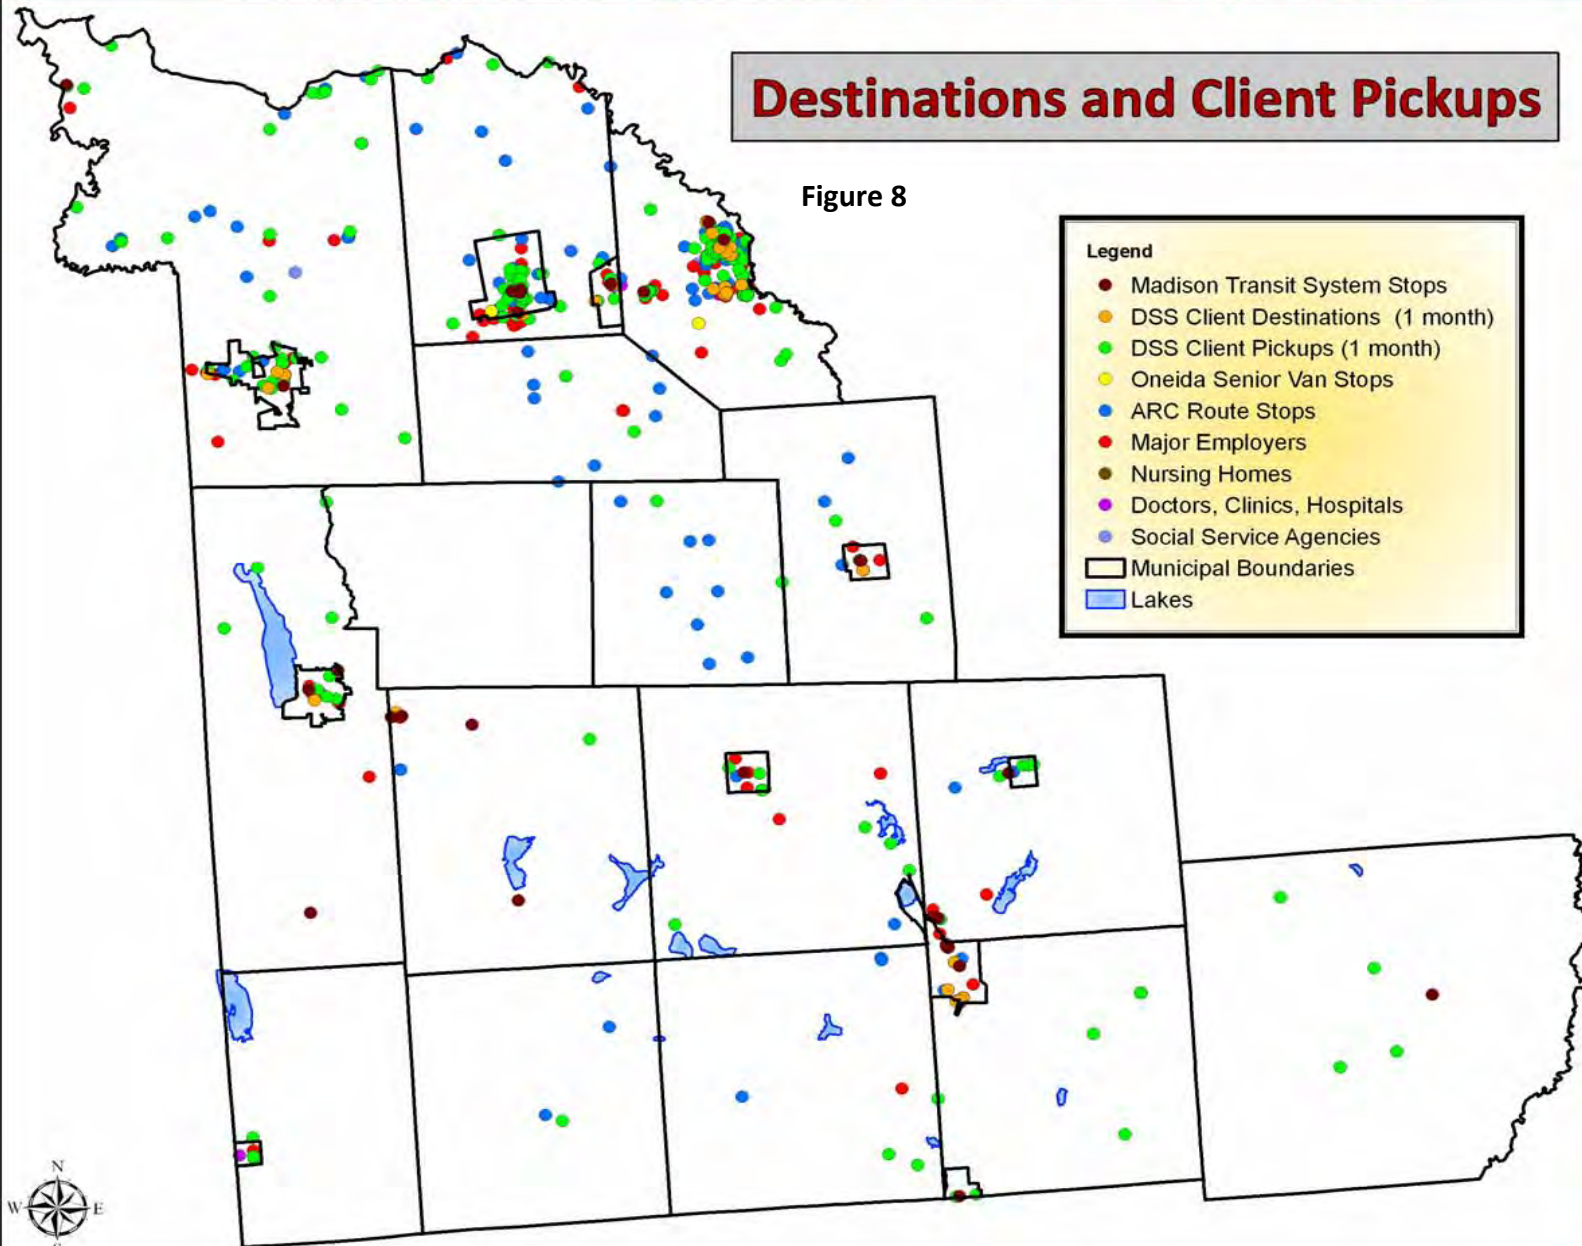 Destinations and Client Pickups
Figure 8
Legend
Madison Transit System Stops
DSS Client Destinations (1 month)
DSS Client Pickups (1 month)
Oneida Senior Van Stops
ARC Route Stops
Major Employers
Nursing Homes
Doctors, Clinics, Hospitals
Social Service Agencies
Municipal Boundaries
Lakes
N
W E